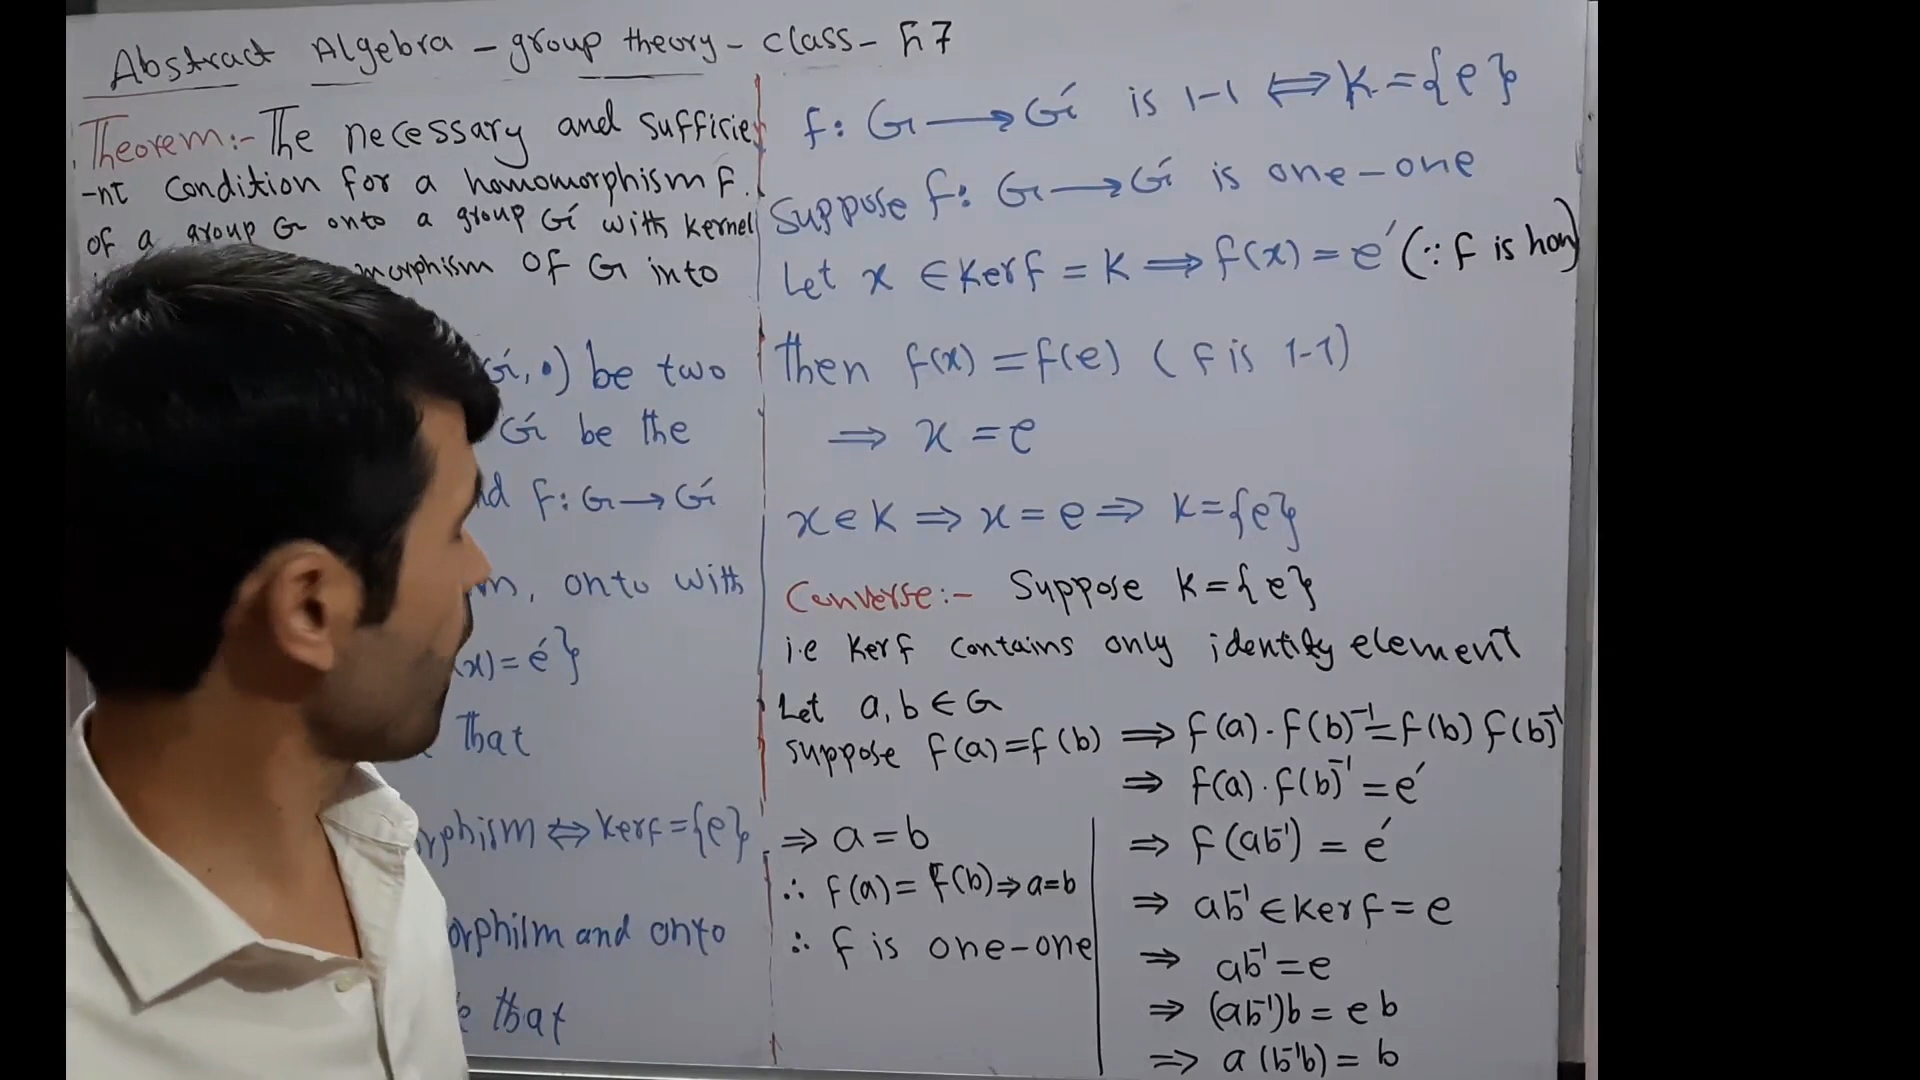 Abstract Algebra - group theory - class - 57
Theorem:- The necessary and sufficie
-nt condition for a homomorphism f.
of a group G onto a group G' with kernel
morphism of G into
G', •) be two
G' be the
f: G → G'
onto with
(x) = e'}
that
rphism ⇔ Kerf = {e}
orphism and onto
that
f: G → G' is 1-1 ⇔ K = {e}
Suppose f: G → G' is one-one
Let x ∈ Kerf = K ⇒ f(x) = e' (∵ f is hom)
then f(x) = f(e) ( f is 1-1)
⇒ x = e
x ∈ K ⇒ x = e ⇒ K = {e}
Converse:- Suppose K = {e}
i.e Kerf contains only identity element
Let a, b ∈ G
suppose f(a) = f(b) ⇒ f(a) . f(b)⁻¹ = f(b) f(b)⁻¹
⇒ f(a) . f(b)⁻¹ = e'
⇒ f(ab⁻¹) = e'
⇒ ab⁻¹ ∈ Kerf = e
⇒ ab⁻¹ = e
⇒ (ab⁻¹)b = eb
⇒ a(b⁻¹b) = b
⇒ a = b
∴ f(a) = f(b) ⇒ a = b
∴ f is one-one